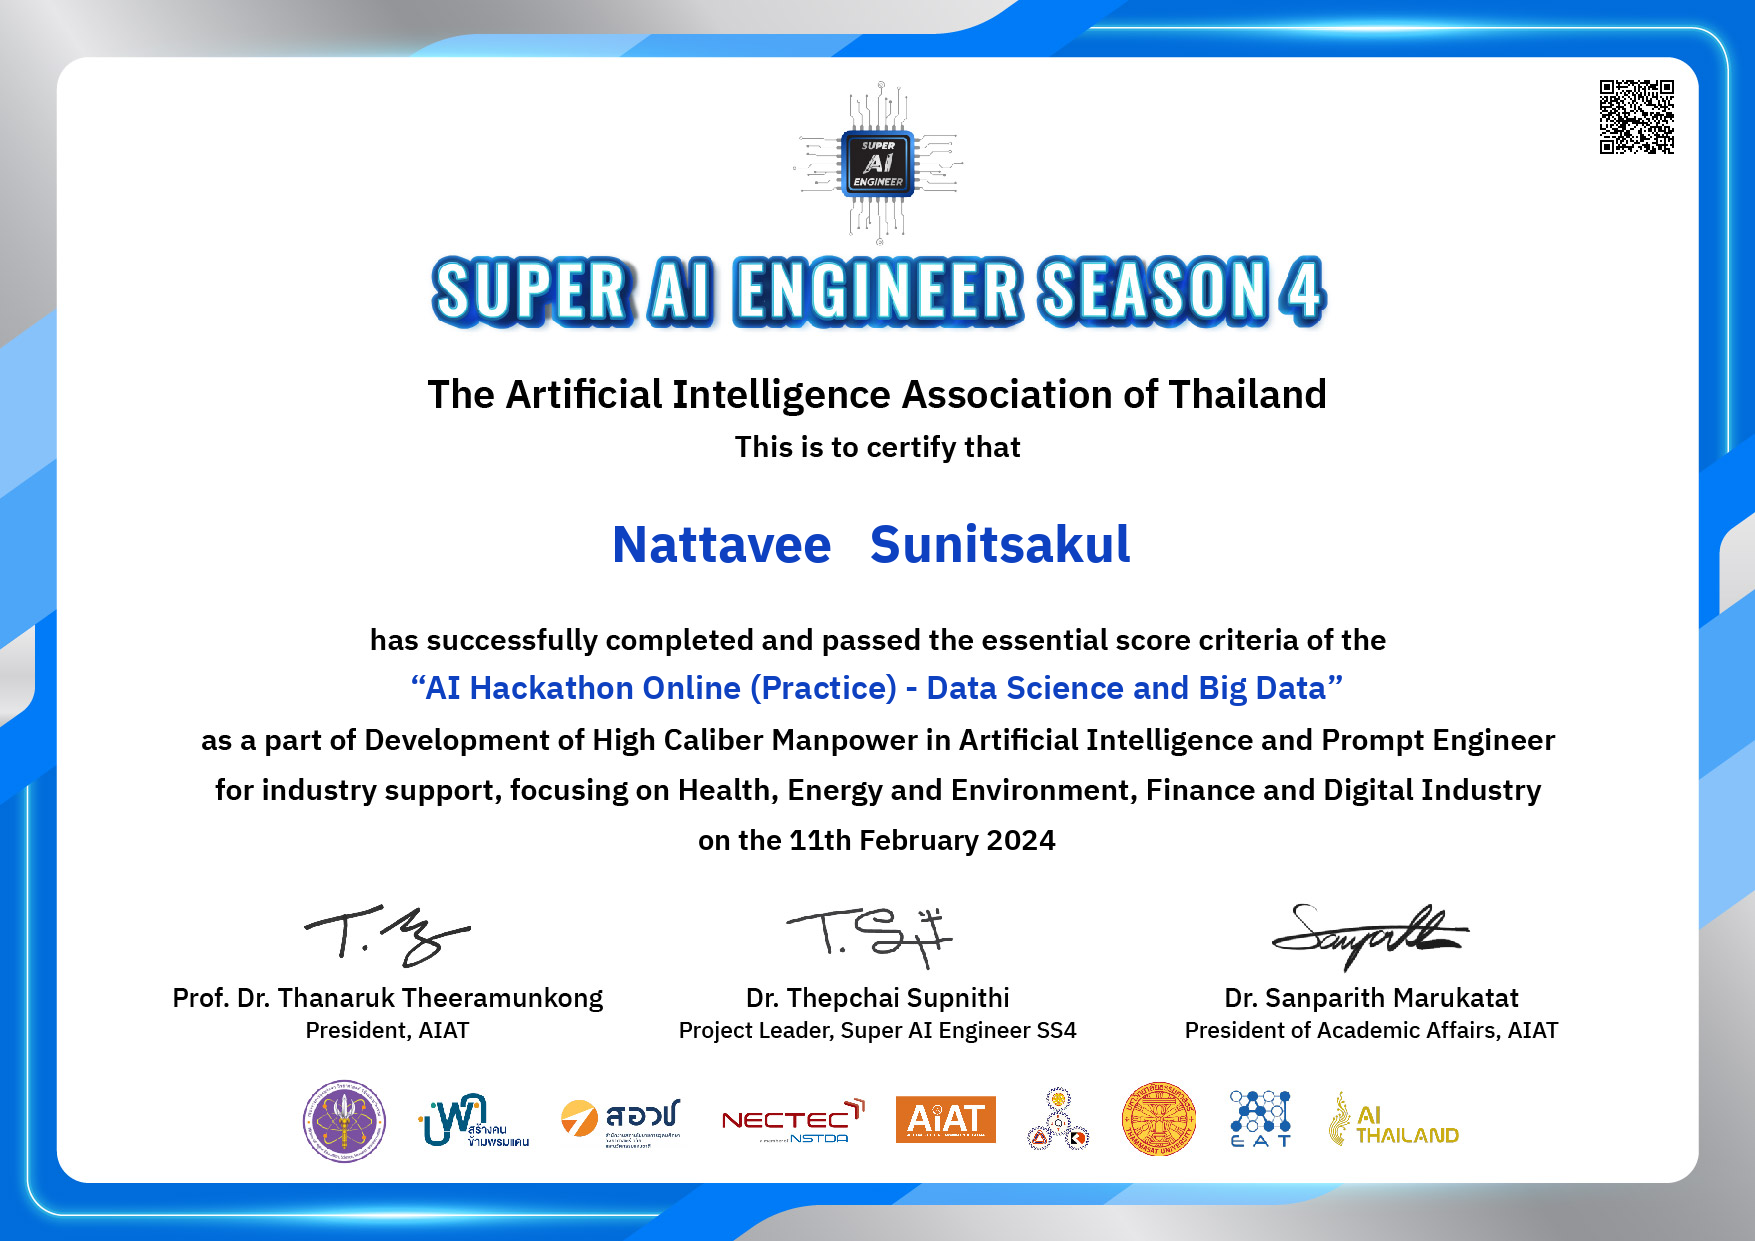 SUPER
AI
ENGINEER
SUPER AI ENGINEER SEASON 4
The Artificial Intelligence Association of Thailand
This is to certify that
Nattavee Sunitsakul
has successfully completed and passed the essential score criteria of the
“AI Hackathon Online (Practice) - Data Science and Big Data”
as a part of Development of High Caliber Manpower in Artificial Intelligence and Prompt Engineer
for industry support, focusing on Health, Energy and Environment, Finance and Digital Industry
on the 11th February 2024
Prof. Dr. Thanaruk Theeramunkong
President, AIAT
Dr. Thepchai Supnithi
Project Leader, Super AI Engineer SS4
Dr. Sanparith Marukatat
President of Academic Affairs, AIAT
สร้างคน
ข้ามพรมแดน
สอวช
NECTEC
a member of NSTDA
AiAT
THAMMASAT UNIVERSITY
EAT
AI
THAILAND